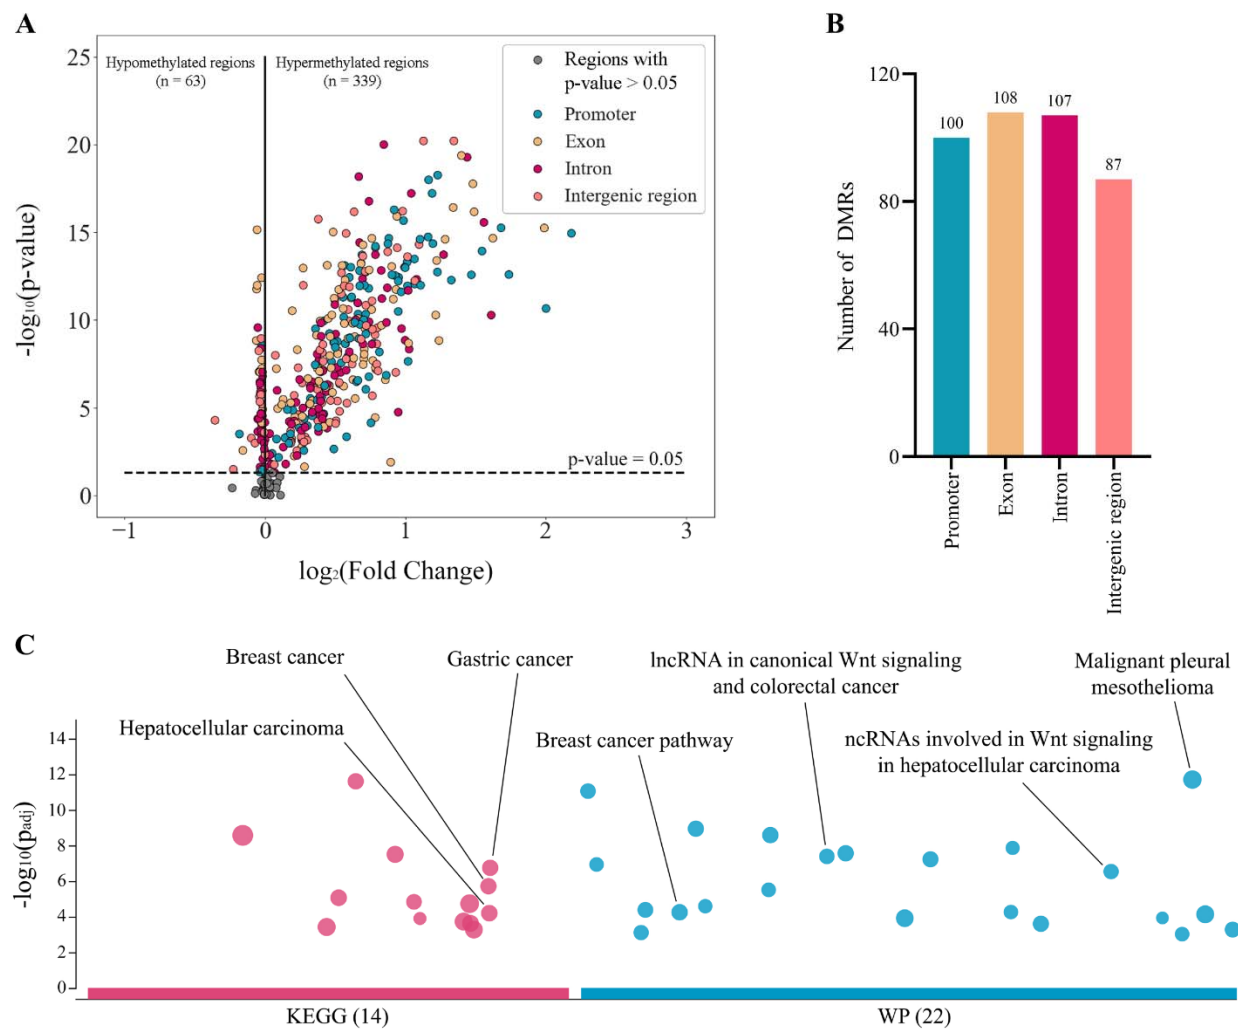 A
Hypomethylated regions
(n = 63)
Hypermethylated regions
(n = 339)
Regions with
p-value > 0.05
Promoter
Exon
Intron
Intergenic region
25
20
15
10
5
0
-log₁₀(p-value)
p-value = 0.05
−1
0
1
2
3
log₂(Fold Change)
B
120
80
40
0
Number of DMRs
100
108
107
87
Promoter
Exon
Intron
Intergenic region
C
Breast cancer
Gastric cancer
Hepatocellular carcinoma
lncRNA in canonical Wnt signaling
and colorectal cancer
Malignant pleural
mesothelioma
Breast cancer pathway
ncRNAs involved in Wnt signaling
in hepatocellular carcinoma
14
12
10
8
6
4
2
0
-log₁₀(padj)
KEGG (14)
WP (22)